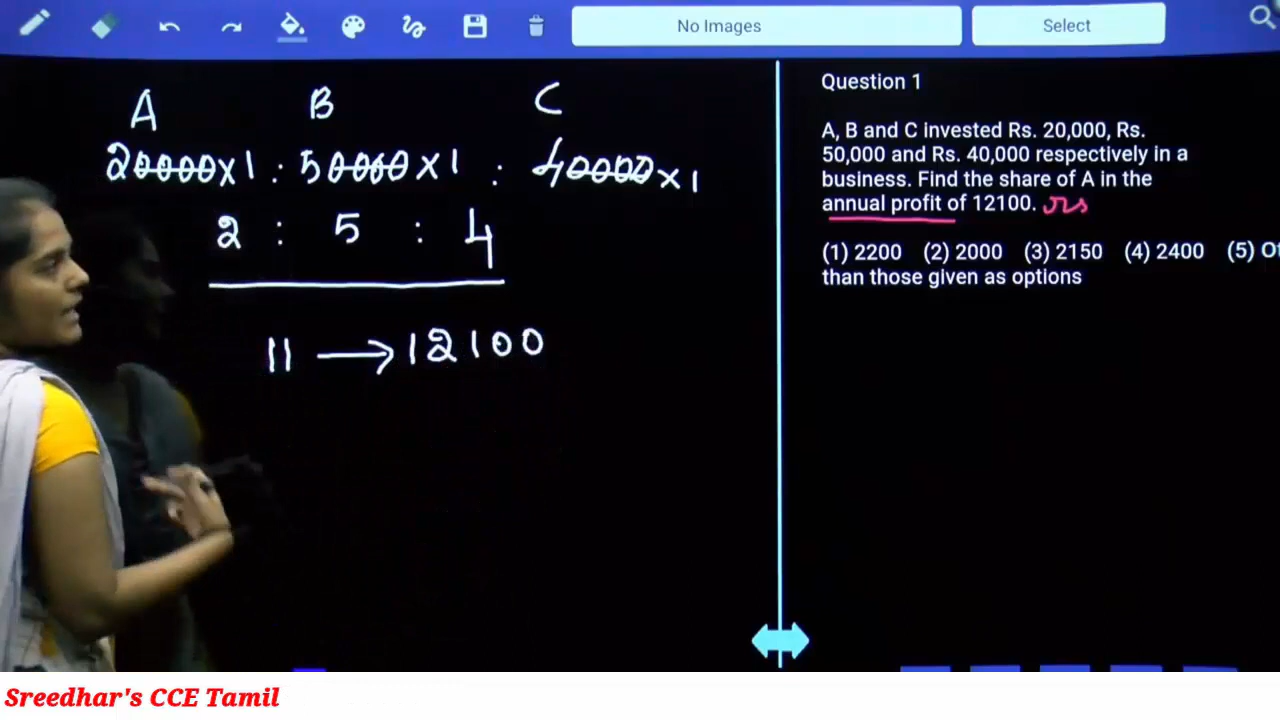 No Images
Select
A B C
20000×1 : 50000×1 : 40000×1
2 : 5 : 4
11 → 12100
Question 1
A, B and C invested Rs. 20,000, Rs.
50,000 and Rs. 40,000 respectively in a
business. Find the share of A in the
annual profit of 12100.
(1) 2200 (2) 2000 (3) 2150 (4) 2400 (5)
than those given as options
Sreedhar's CCE Tamil